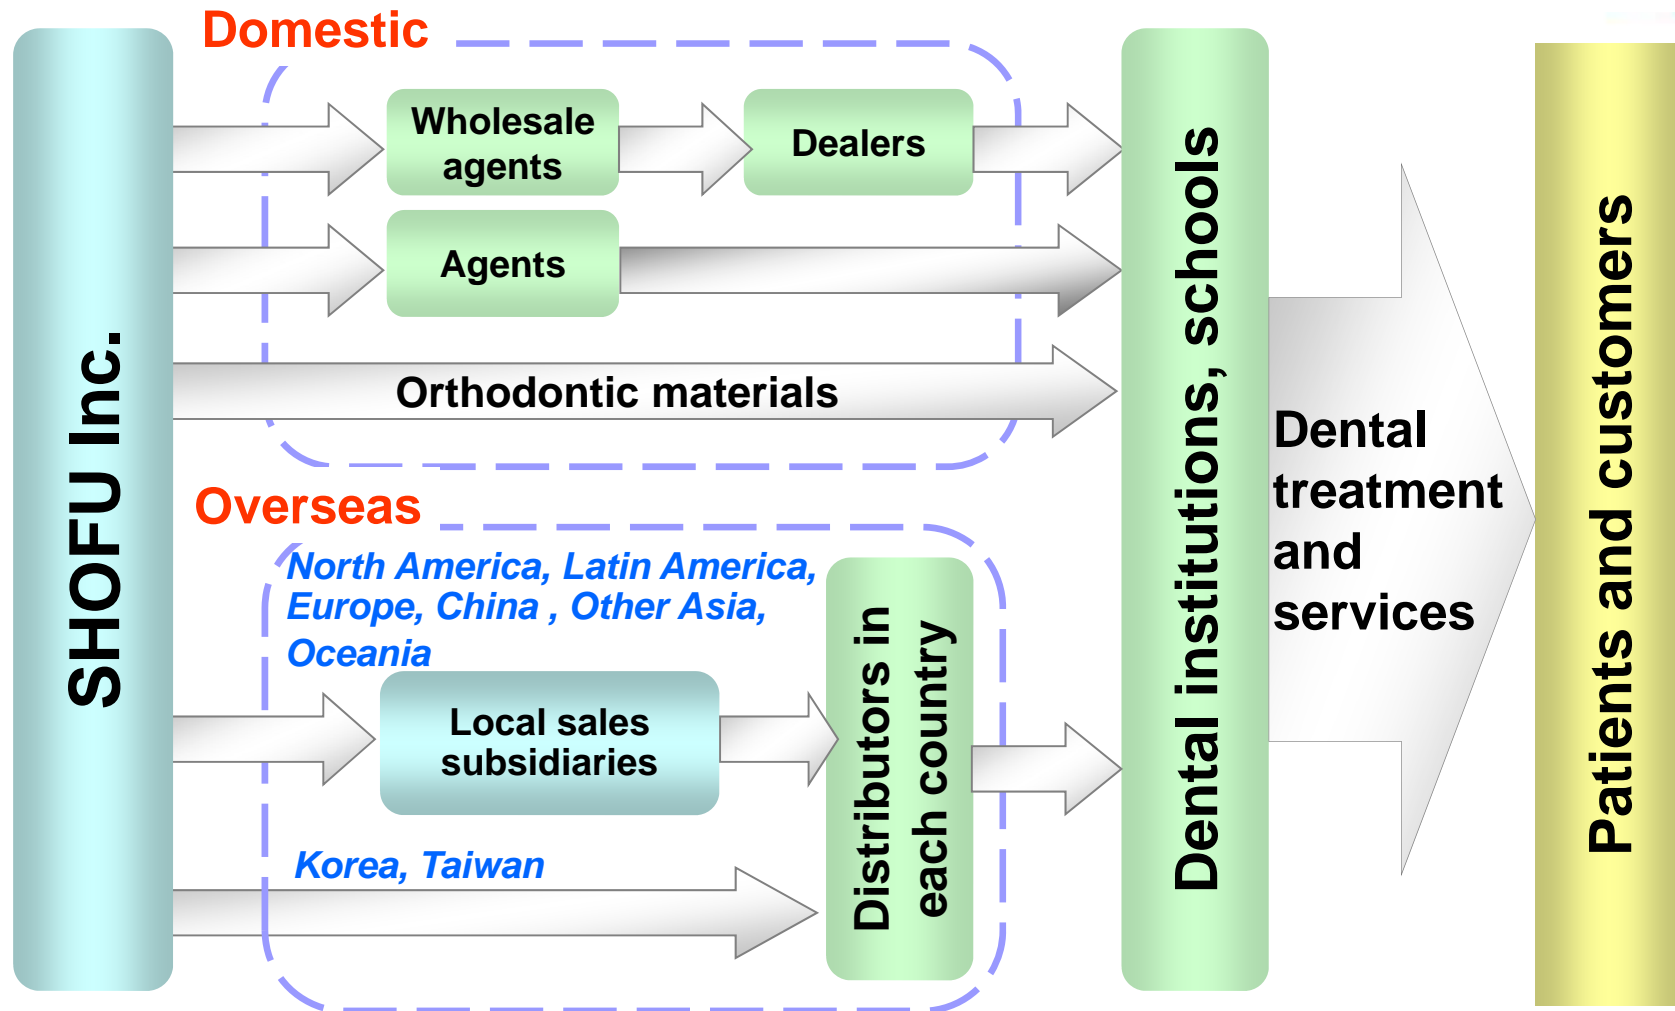 SHOFU Inc.
Domestic
Wholesale
agents
Dealers
Agents
Orthodontic materials
Overseas
North America, Latin America,
Europe, China , Other Asia,
Oceania
Local sales
subsidiaries
Korea, Taiwan
Distributors in
each country
Dental institutions, schools
Dental
treatment
and
services
Patients and customers